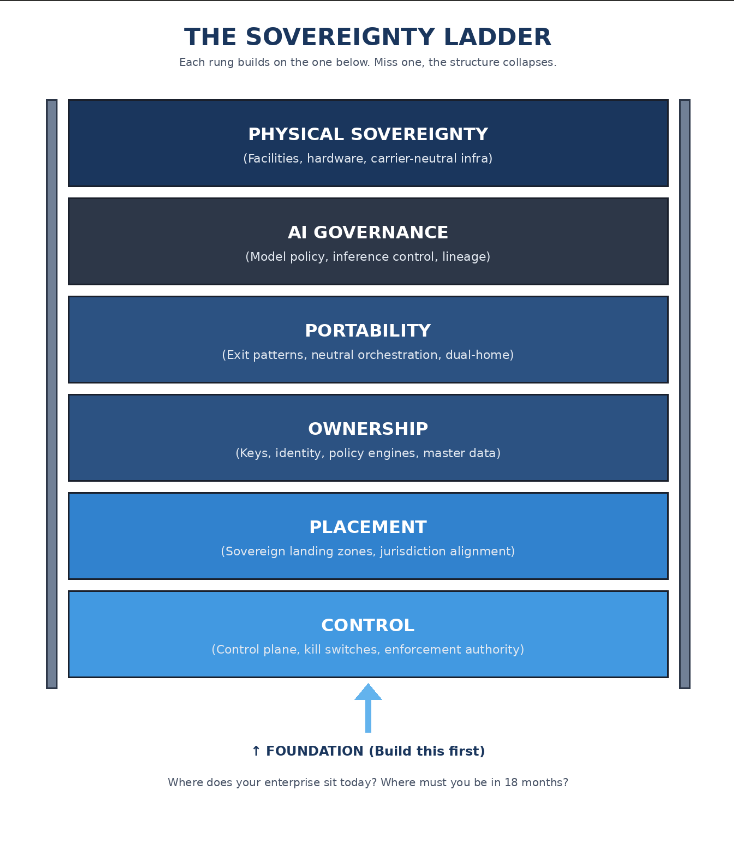 THE SOVEREIGNTY LADDER
Each rung builds on the one below. Miss one, the structure collapses.
PHYSICAL SOVEREIGNTY
(Facilities, hardware, carrier-neutral infra)
AI GOVERNANCE
(Model policy, inference control, lineage)
PORTABILITY
(Exit patterns, neutral orchestration, dual-home)
OWNERSHIP
(Keys, identity, policy engines, master data)
PLACEMENT
(Sovereign landing zones, jurisdiction alignment)
CONTROL
(Control plane, kill switches, enforcement authority)
↑ FOUNDATION (Build this first)
Where does your enterprise sit today? Where must you be in 18 months?